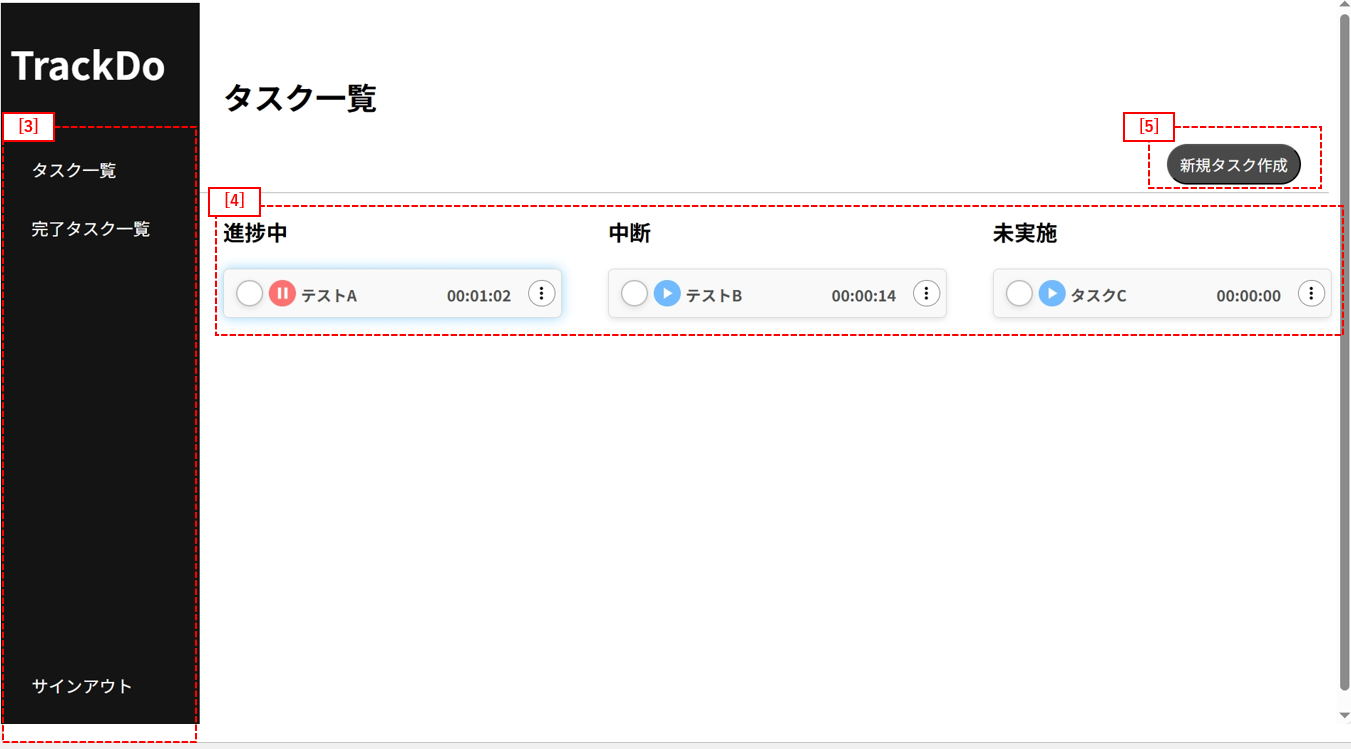 TrackDo
[3]
タスク一覧
完了タスク一覧
サインアウト
タスク一覧
[5]
新規タスク作成
[4]
進捗中
テストA 00:01:02
中断
テストB 00:00:14
未実施
タスクC 00:00:00